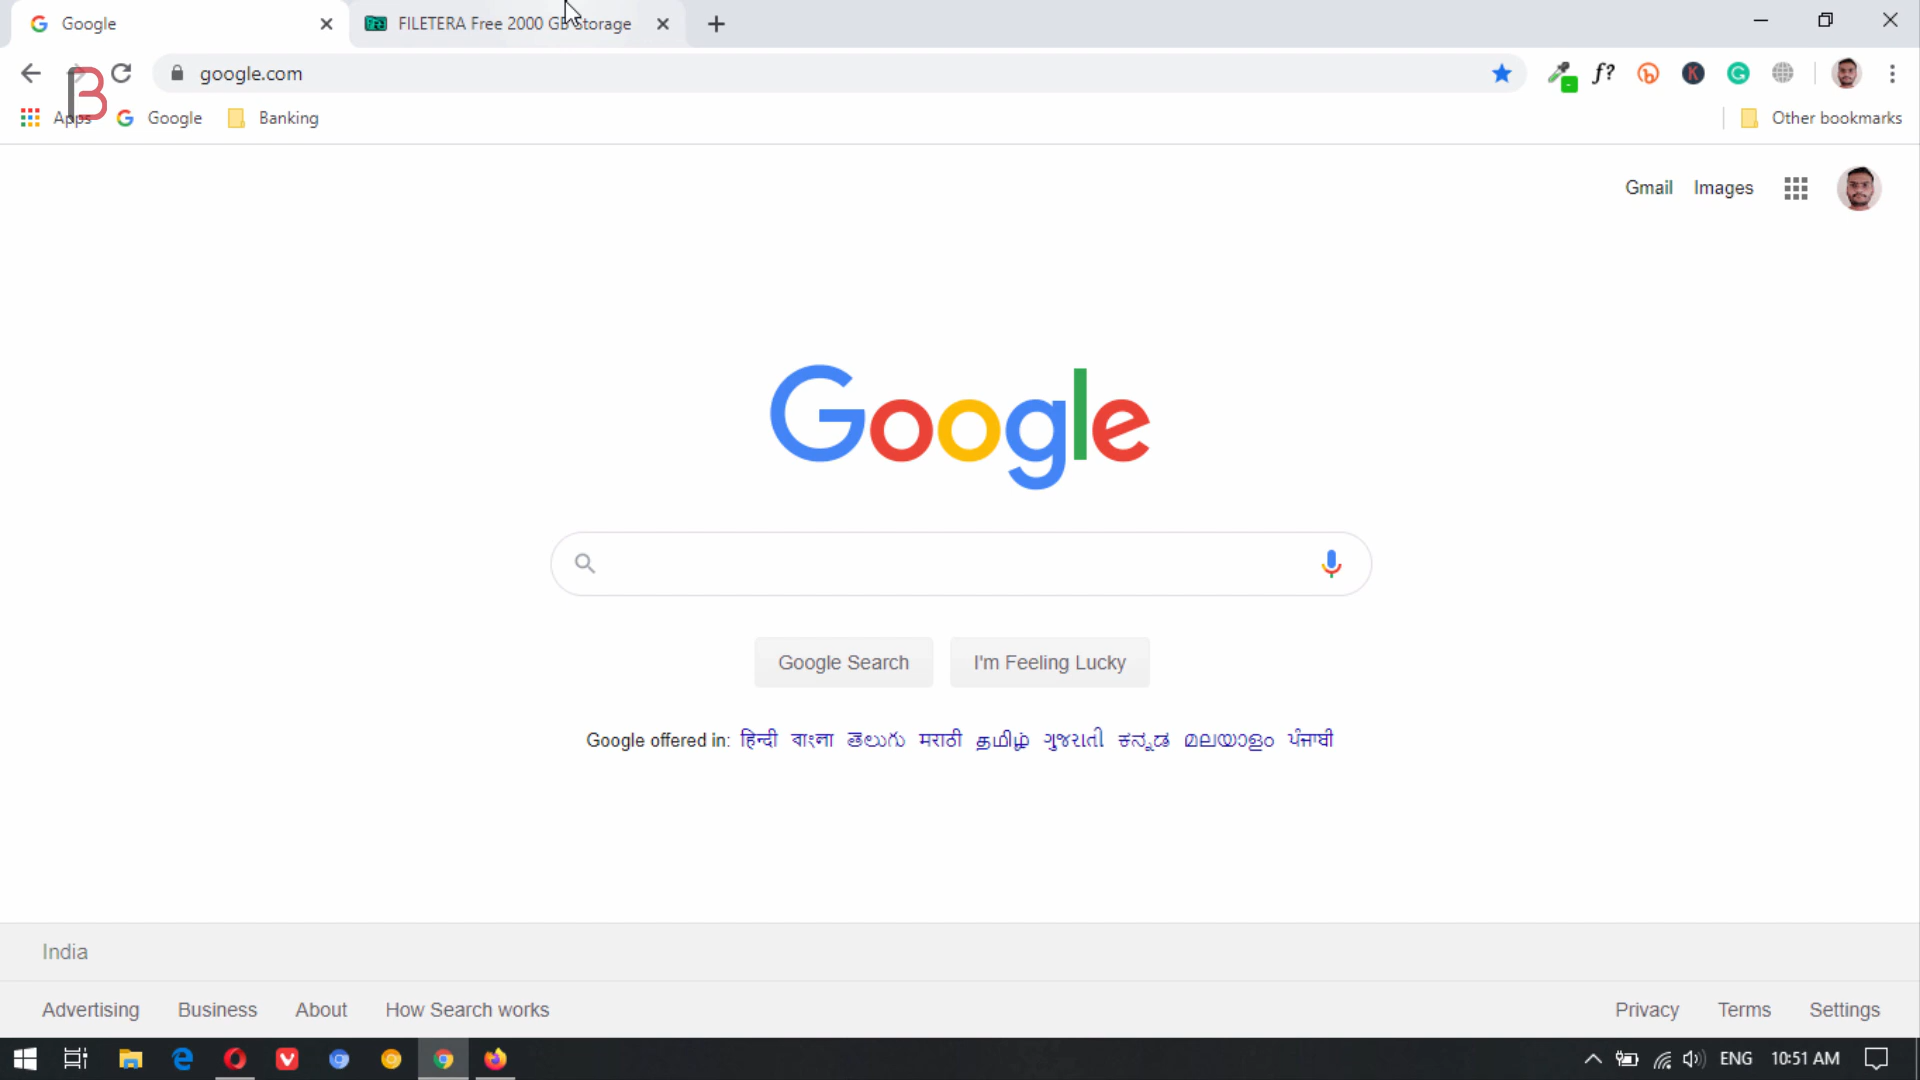 Google
FILETERA Free 2000 GB Storage
google.com
f?
Apps
Google
Banking
Other bookmarks
Gmail
Images
Google
Google Search
I'm Feeling Lucky
Google offered in: हिन्दी বাংলা తెలుగు मराठी தமிழ் ગુજરાતી ಕನ್ನಡ മലയാളം ਪੰਜਾਬੀ
India
Advertising Business About How Search works
Privacy Terms Settings
ENG 10:51 AM